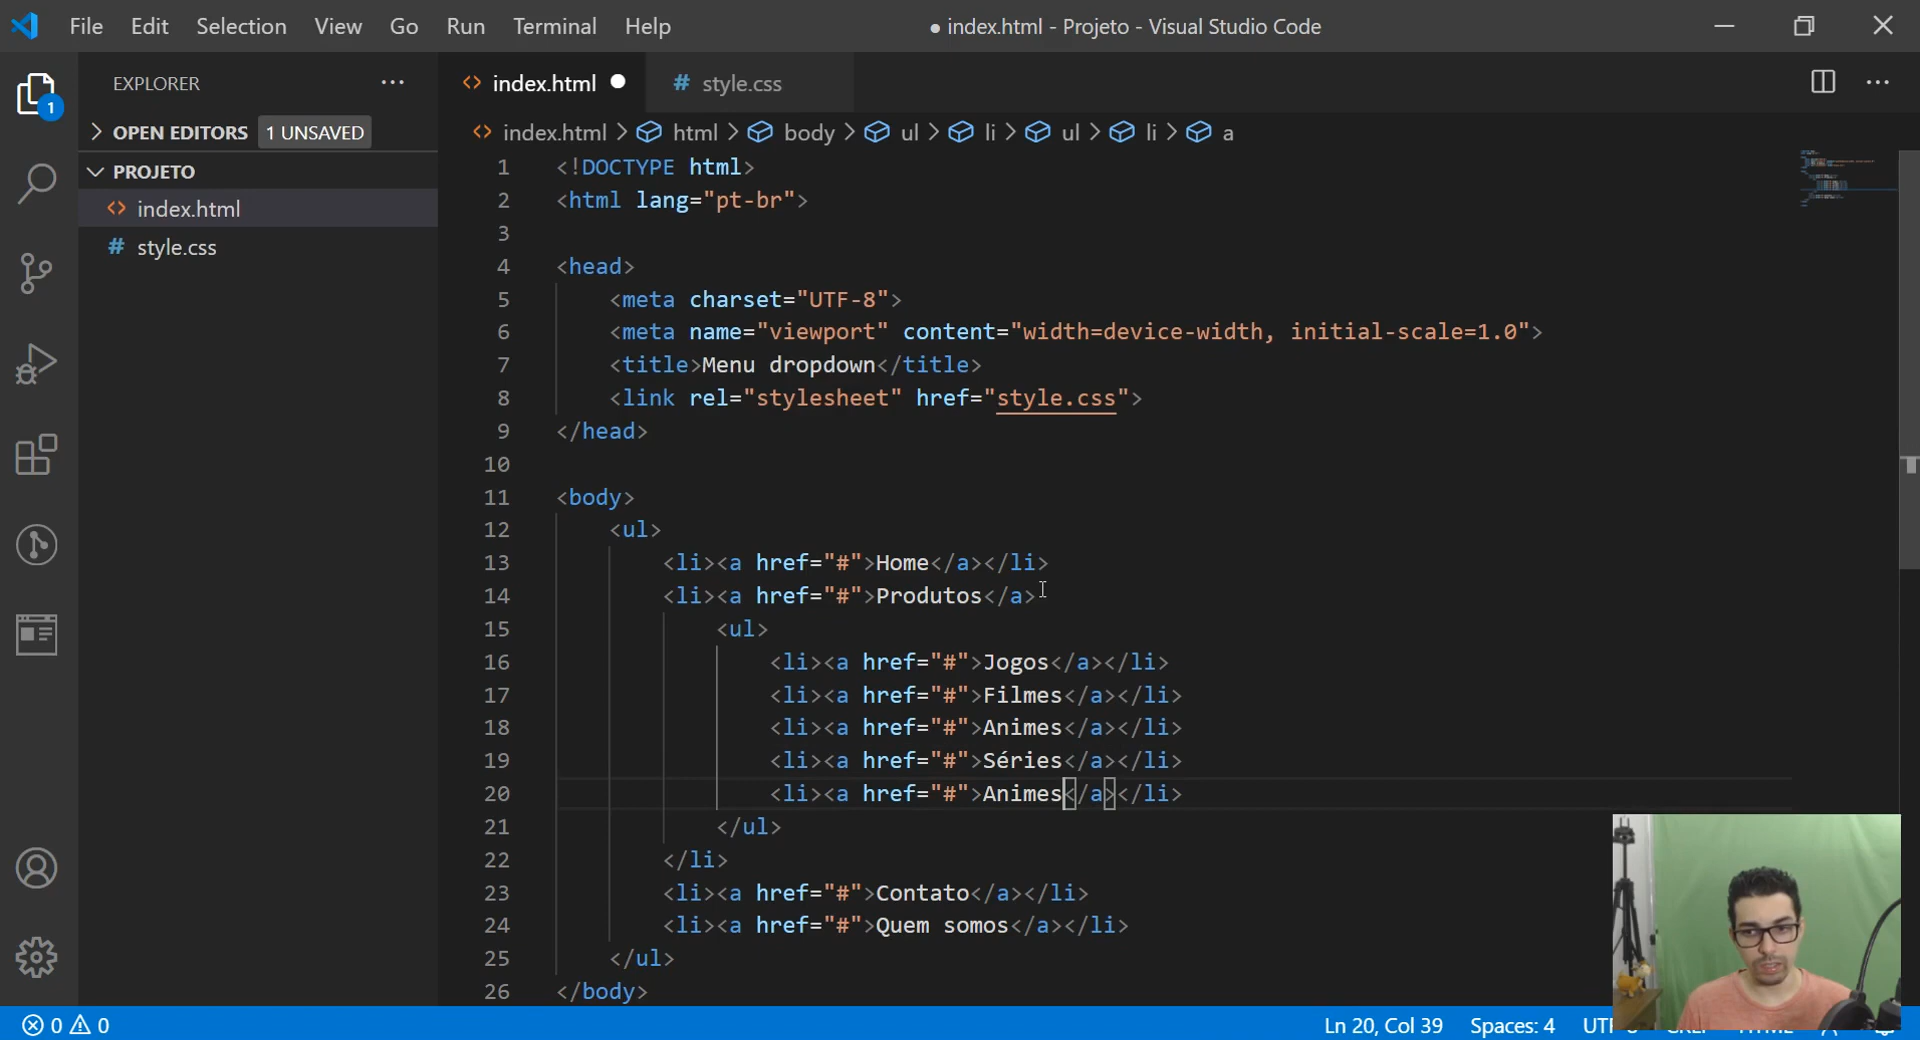 File Edit Selection View Go Run Terminal Help
● index.html - Projeto - Visual Studio Code
EXPLORER
index.html
style.css
1
OPEN EDITORS 1 UNSAVED
index.html > html > body > ul > li > ul > li > a
PROJETO
index.html
style.css
1 <!DOCTYPE html>
2 <html lang="pt-br">
3
4 <head>
5 <meta charset="UTF-8">
6 <meta name="viewport" content="width=device-width, initial-scale=1.0">
7 <title>Menu dropdown</title>
8 <link rel="stylesheet" href="style.css">
9 </head>
10
11 <body>
12 <ul>
13 <li><a href="#">Home</a></li>
14 <li><a href="#">Produtos</a>
15 <ul>
16 <li><a href="#">Jogos</a></li>
17 <li><a href="#">Filmes</a></li>
18 <li><a href="#">Animes</a></li>
19 <li><a href="#">Séries</a></li>
20 <li><a href="#">Animes</a></li>
21 </ul>
22 </li>
23 <li><a href="#">Contato</a></li>
24 <li><a href="#">Quem somos</a></li>
25 </ul>
26 </body>
0 0
Ln 20, Col 39 Spaces: 4